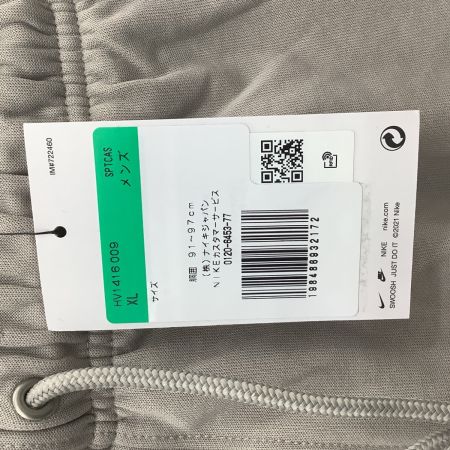 IM#722460
SPTCAS
メンズ
HV1416 009
XL
サイズ
胴囲 91~97cm
(株)ナイキジャパン
NIKEカスタマーサービス
0120-6453-77
RFID
198488932172
nike.com
©2021 Nike
NIKE
SWOOSH JUST DO IT